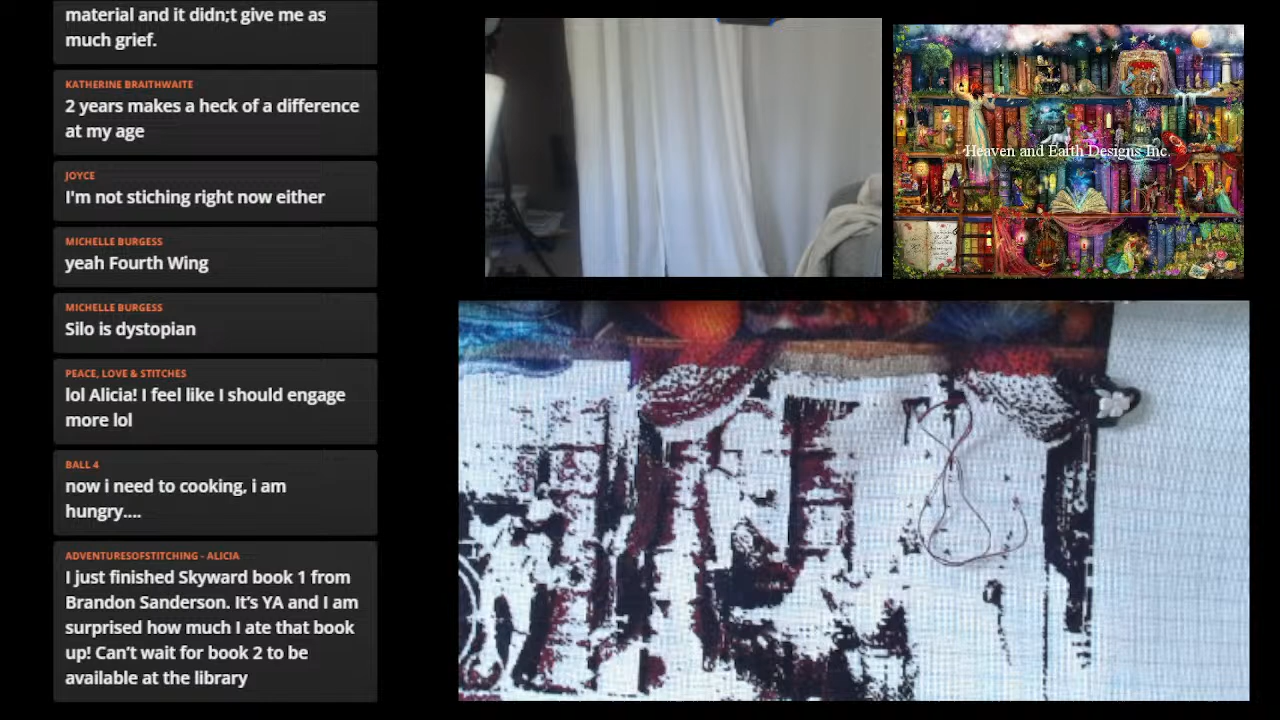 material and it didn;t give me as
much grief.
KATHERINE BRAITHWAITE
2 years makes a heck of a difference
at my age
JOYCE
I'm not stiching right now either
MICHELLE BURGESS
yeah Fourth Wing
MICHELLE BURGESS
Silo is dystopian
PEACE, LOVE & STITCHES
lol Alicia! I feel like I should engage
more lol
BALL 4
now i need to cooking, i am
hungry....
ADVENTURESOFSTITCHING - ALICIA
I just finished Skyward book 1 from
Brandon Sanderson. It's YA and I am
surprised how much I ate that book
up! Can't wait for book 2 to be
available at the library
Heaven and Earth Designs Inc.